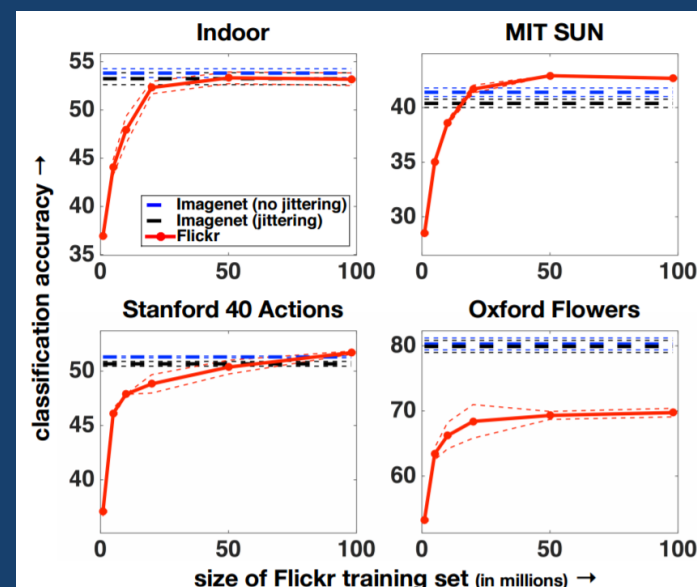 Indoor
MIT SUN
55
50
45
40
35
0
50
100
Imagenet (no jittering)
Imagenet (jittering)
Flickr
40
35
30
0
50
100
classification accuracy →
Stanford 40 Actions
Oxford Flowers
50
45
40
0
50
100
80
70
60
0
50
100
size of Flickr training set (in millions) →